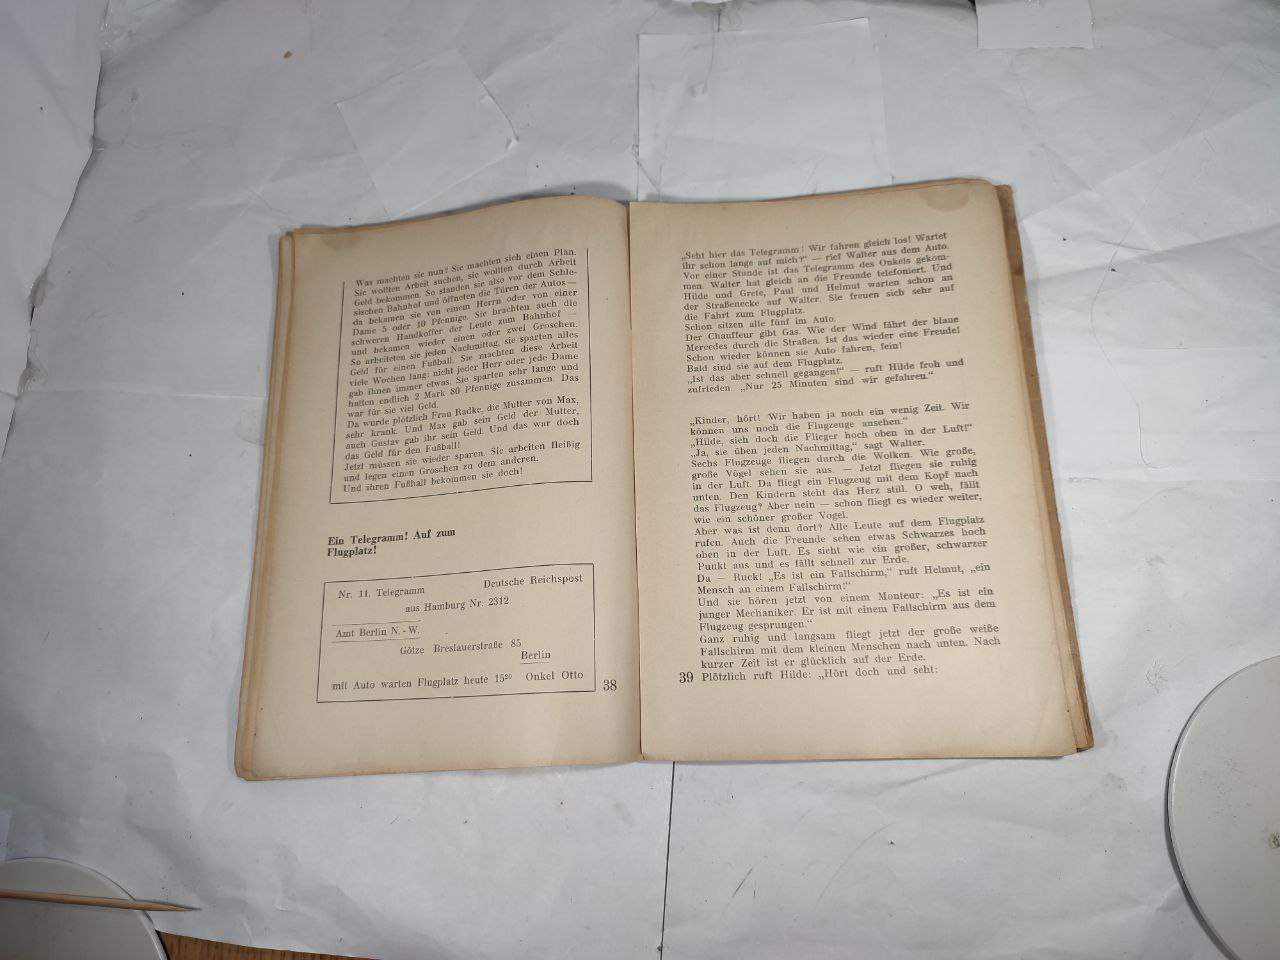 Was machten sie nun? Sie machten sich einen Plan.
Sie wollten Arbeit suchen, sie wollten durch Arbeit
Geld bekommen. So standen sie also vor dem Schle-
sischen Bahnhof und öffneten die Türen der Autos —
da bekamen sie von einem Herrn oder von einer
Dame 5 oder 10 Pfennige. Sie brachten auch die
schweren Handkoffer der Leute zum Bahnhof —
und bekamen wieder einen oder zwei Groschen.
So arbeiteten sie jeden Nachmittag, sie sparten alles
Geld für einen Fußball. Sie machten diese Arbeit
viele Wochen lang: nicht jeder Herr oder jede Dame
gab ihnen immer etwas. Sie sparten sehr lange und
hatten endlich 2 Mark 80 Pfennige zusammen Das
war für sie viel Geld.
Da wurde plötzlich Frau Radke, die Mutter von Max,
sehr krank. Und Max gab sein Geld der Mutter,
auch Gustav gab ihr sein Geld. Und das war doch
das Geld für den Fußball!
Jetzt müssen sie wieder sparen. Sie arbeiten fleißig
und legen einen Groschen zu dem anderen.
Und ihren Fußball bekommen sie doch!
Ein Telegramm! Auf zum
Flugplatz!
Nr. 11. Telegramm Deutsche Reichspost
aus Hamburg Nr. 2312
Amt Berlin N.-W.
Götze Breslauerstraße 85
Berlin
mit Auto warten Flugplatz heute 15²⁰ Onkel Otto
38
„Seht hier das Telegramm! Wir fahren gleich los! Wartet
ihr schon lange auf mich?“ — rief Walter aus dem Auto.
Vor einer Stunde ist das Telegramm des Onkels gekom-
men. Walter hat gleich an die Freunde telefoniert. Und
Hilde und Grete, Paul und Helmut warten schon an
der Straßenecke auf Walter. Sie freuen sich sehr auf
die Fahrt zum Flugplatz.
Schon sitzen alle fünf im Auto.
Der Chauffeur gibt Gas. Wie der Wind fährt der blaue
Mercedes durch die Straßen. Ist das wieder eine Freude!
Schon wieder können sie Auto fahren, fein!
Bald sind sie auf dem Flugplatz.
„Ist das aber schnell gegangen!“ — ruft Hilde froh und
zufrieden „Nur 25 Minuten sind wir gefahren.“
„Kinder, hört! Wir haben ja noch ein wenig Zeit. Wir
können uns noch die Flugzeuge ansehen.“
„Hilde, sieh doch die Flieger hoch oben in der Luft!“
„Ja, sie üben jeden Nachmittag,“ sagt Walter.
Sechs Flugzeuge fliegen durch die Wolken. Wie große,
große Vögel sehen sie aus. — Jetzt fliegen sie ruhig
in der Luft. Da fliegt ein Flugzeug mit dem Kopf nach
unten. Den Kindern steht das Herz still. O weh, fällt
das Flugzeug? Aber nein — schon fliegt es wieder weiter,
wie ein schöner großer Vogel.
Aber was ist denn dort? Alle Leute auf dem Flugplatz
rufen. Auch die Freunde sehen etwas Schwarzes hoch
oben in der Luft. Es sieht wie ein großer, schwarzer
Punkt aus und es fällt schnell zur Erde.
Da — Ruck! „Es ist ein Fallschirm,“ ruft Helmut, „ein
Mensch an einem Fallschirm!“
Und sie hören jetzt von einem Monteur: „Es ist ein
junger Mechaniker. Er ist mit einem Fallschirm aus dem
Flugzeug gesprungen.“
Ganz ruhig und langsam fliegt jetzt der große weiße
Fallschirm mit dem kleinen Menschen nach unten. Nach
kurzer Zeit ist er glücklich auf der Erde.
Plötzlich ruft Hilde: „Hört doch und seht:
39